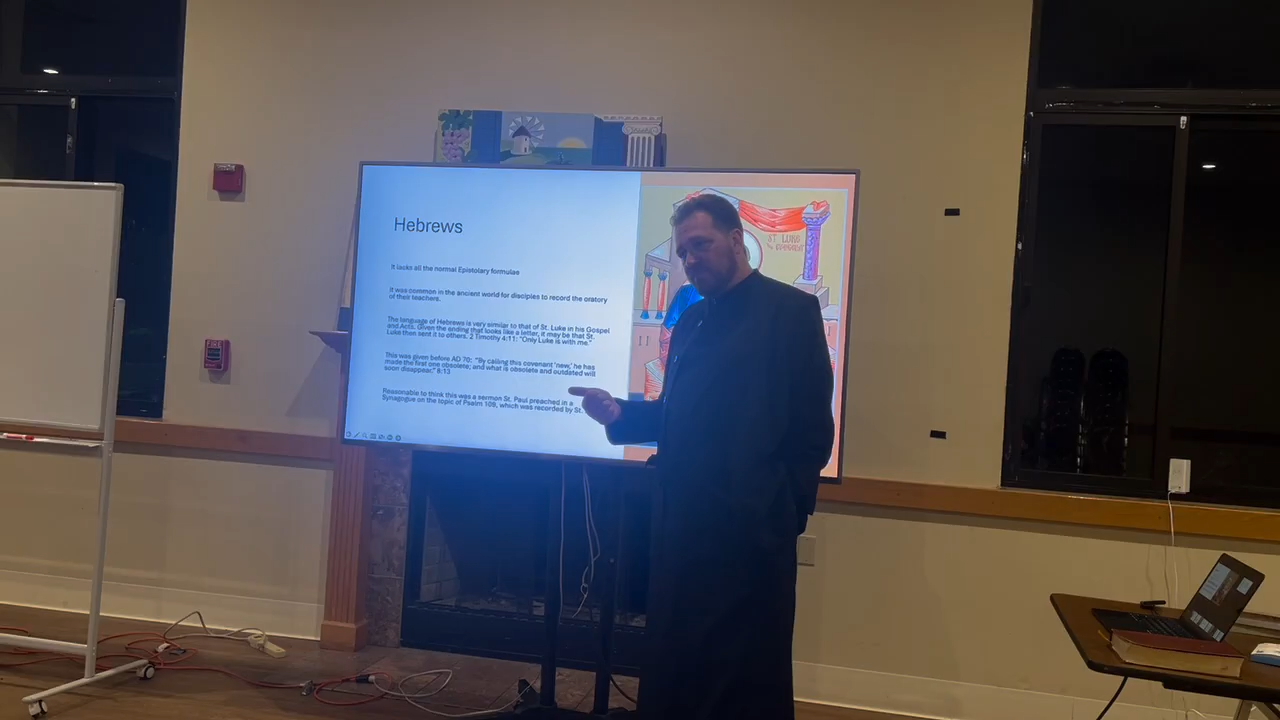 Hebrews
It lacks all the normal Epistolary formulae
It was common in the ancient world for disciples to record the oratory
of their teachers.
The language of Hebrews is very similar to that of St. Luke in his Gospel
and Acts. Given the ending that looks like a letter, it may be that St.
Luke then sent it to others. 2 Timothy 4:11: "Only Luke is with me."
This was given before AD 70: "By calling this covenant 'new,' he has
made the first one obsolete; and what is obsolete and outdated will
soon disappear." 8:13
Reasonable to think this was a sermon St. Paul preached in a
Synagogue on the topic of Psalm 109, which was recorded by St.
ST LUKE
FIRE